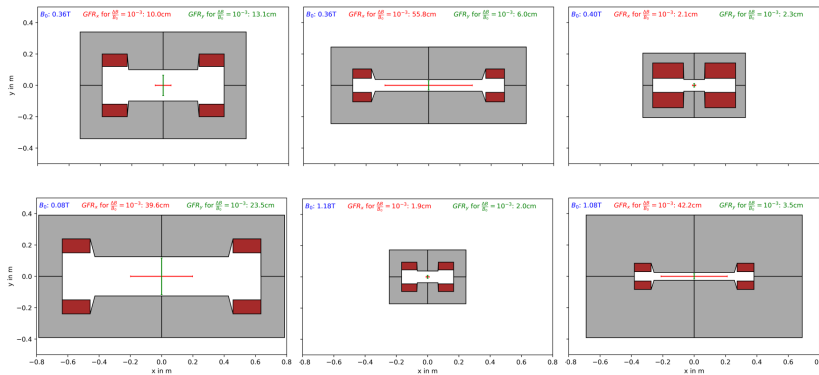 B₀: 0.36T GFRₓ for ΔB/B₀ = 10⁻³: 10.0cm GFRᵧ for ΔB/B₀ = 10⁻³: 13.1cm
B₀: 0.36T GFRₓ for ΔB/B₀ = 10⁻³: 55.8cm GFRᵧ for ΔB/B₀ = 10⁻³: 6.0cm
B₀: 0.40T GFRₓ for ΔB/B₀ = 10⁻³: 2.1cm GFRᵧ for ΔB/B₀ = 10⁻³: 2.3cm
y in m
0.4
0.2
0.0
−0.2
−0.4
B₀: 0.08T GFRₓ for ΔB/B₀ = 10⁻³: 39.6cm GFRᵧ for ΔB/B₀ = 10⁻³: 23.5cm
B₀: 1.18T GFRₓ for ΔB/B₀ = 10⁻³: 1.9cm GFRᵧ for ΔB/B₀ = 10⁻³: 2.0cm
B₀: 1.08T GFRₓ for ΔB/B₀ = 10⁻³: 42.2cm GFRᵧ for ΔB/B₀ = 10⁻³: 3.5cm
y in m
0.4
0.2
0.0
−0.2
−0.4
−0.8 −0.6 −0.4 −0.2 0.0 0.2 0.4 0.6 0.8
−0.8 −0.6 −0.4 −0.2 0.0 0.2 0.4 0.6 0.8
−0.8 −0.6 −0.4 −0.2 0.0 0.2 0.4 0.6 0.8
x in m
x in m
x in m